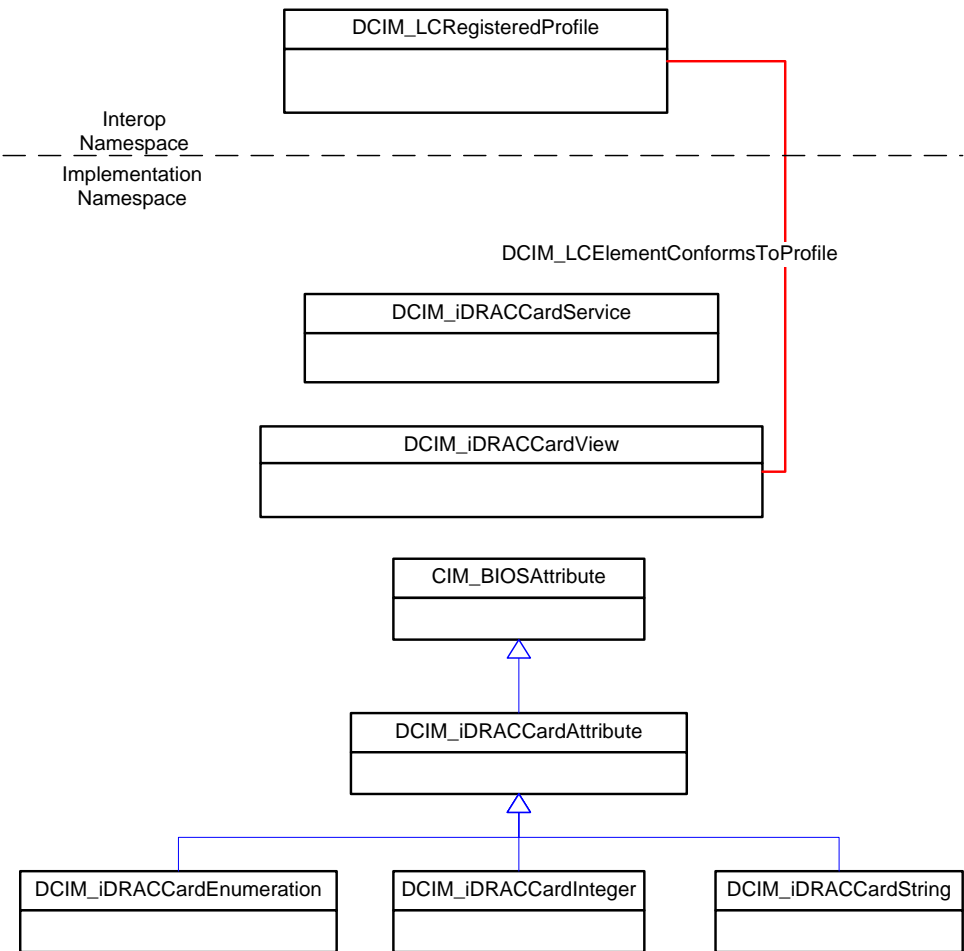 DCIM_LCRegisteredProfile
Interop
Namespace
Implementation
Namespace
DCIM_LCElementConformsToProfile
DCIM_iDRACCardService
DCIM_iDRACCardView
CIM_BIOSAttribute
DCIM_iDRACCardAttribute
DCIM_iDRACCardEnumeration
DCIM_iDRACCardInteger
DCIM_iDRACCardString